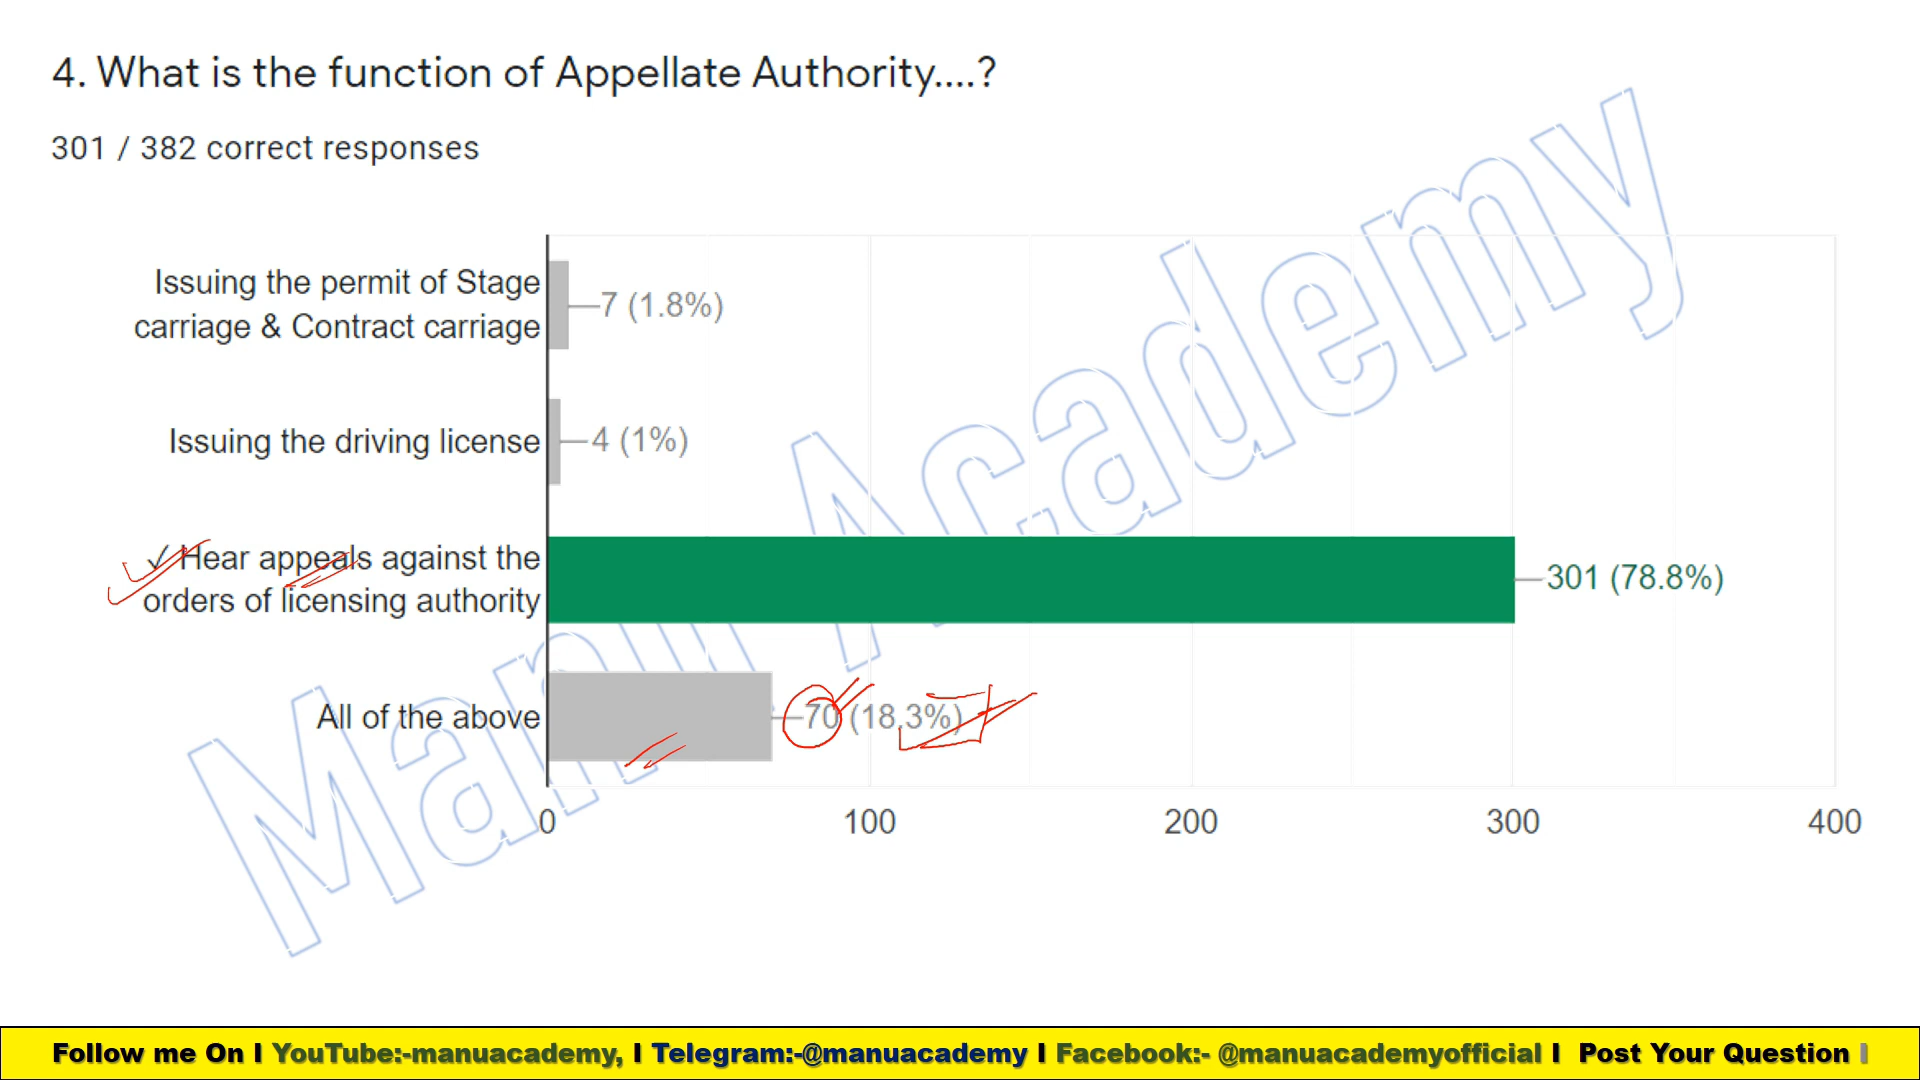 4. What is the function of Appellate Authority....?
301 / 382 correct responses
Issuing the permit of Stage
carriage & Contract carriage
7 (1.8%)
Issuing the driving license
4 (1%)
✓ Hear appeals against the
orders of licensing authority
301 (78.8%)
All of the above
70 (18.3%)
0 100 200 300 400
Manu Academy
Follow me On I YouTube:-manuacademy, I Telegram:-@manuacademy I Facebook:- @manuacademyofficial I Post Your Question I